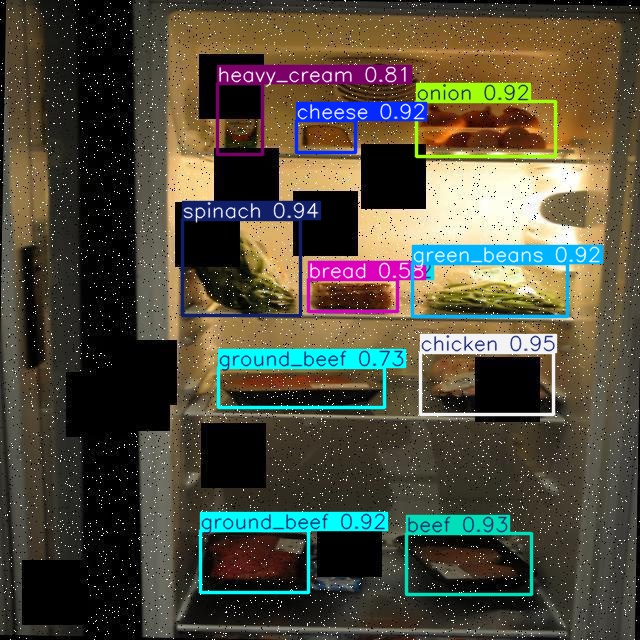 heavy_cream 0.81
onion 0.92
cheese 0.92
spinach 0.94
green_beans 0.92
bread 0.5
chicken 0.95
ground_beef 0.73
ground_beef 0.92
beef 0.93